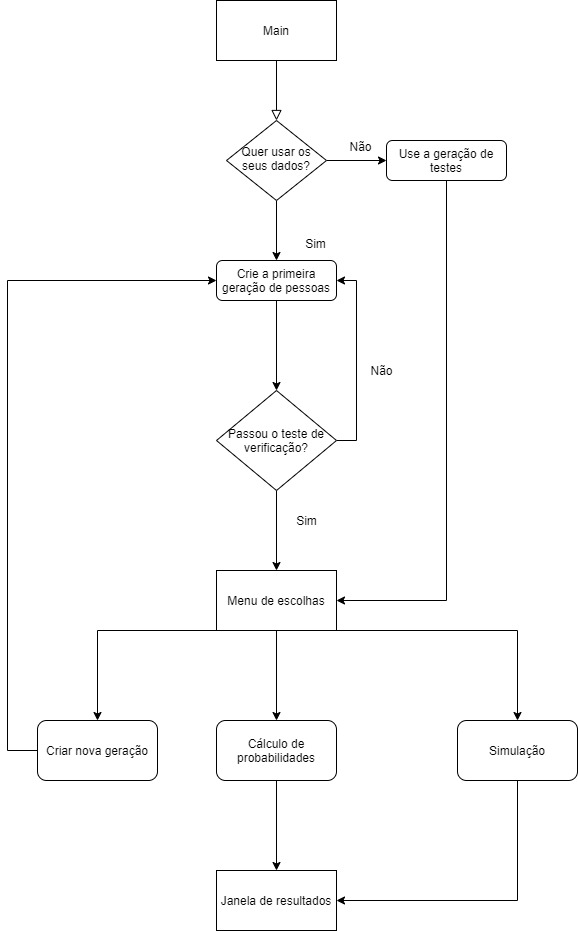 Main
Quer usar os
seus dados?
Não
Use a geração de
testes
Sim
Crie a primeira
geração de pessoas
Não
Passou o teste de
verificação?
Sim
Menu de escolhas
Criar nova geração
Cálculo de
probabilidades
Simulação
Janela de resultados